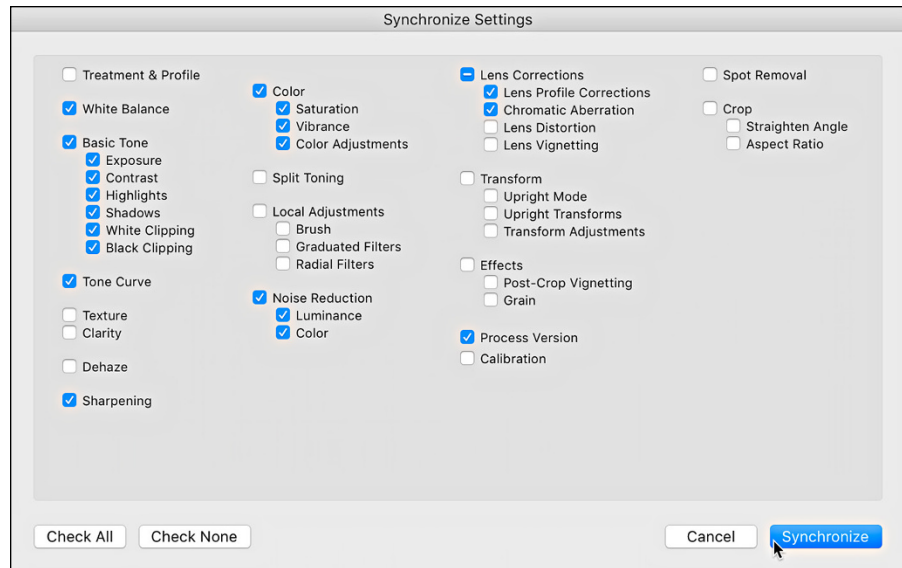 Synchronize Settings
Treatment & Profile
White Balance
Basic Tone
Exposure
Contrast
Highlights
Shadows
White Clipping
Black Clipping
Tone Curve
Texture
Clarity
Dehaze
Sharpening
Color
Saturation
Vibrance
Color Adjustments
Split Toning
Local Adjustments
Brush
Graduated Filters
Radial Filters
Noise Reduction
Luminance
Color
Lens Corrections
Lens Profile Corrections
Chromatic Aberration
Lens Distortion
Lens Vignetting
Transform
Upright Mode
Upright Transforms
Transform Adjustments
Effects
Post-Crop Vignetting
Grain
Process Version
Calibration
Spot Removal
Crop
Straighten Angle
Aspect Ratio
Check All
Check None
Cancel
Synchronize